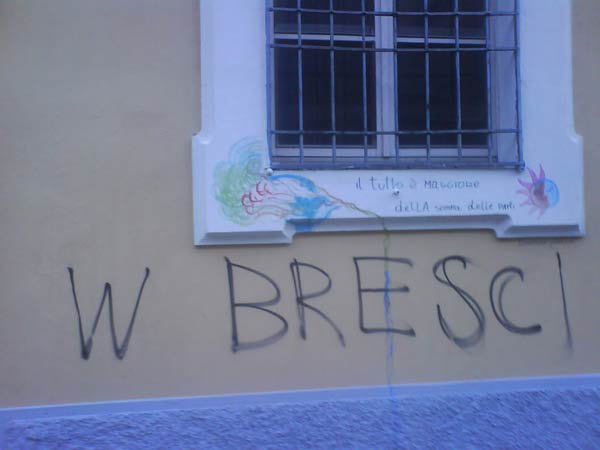 il tutto è MAGGIORE
della somma delle parti
W BRESCI